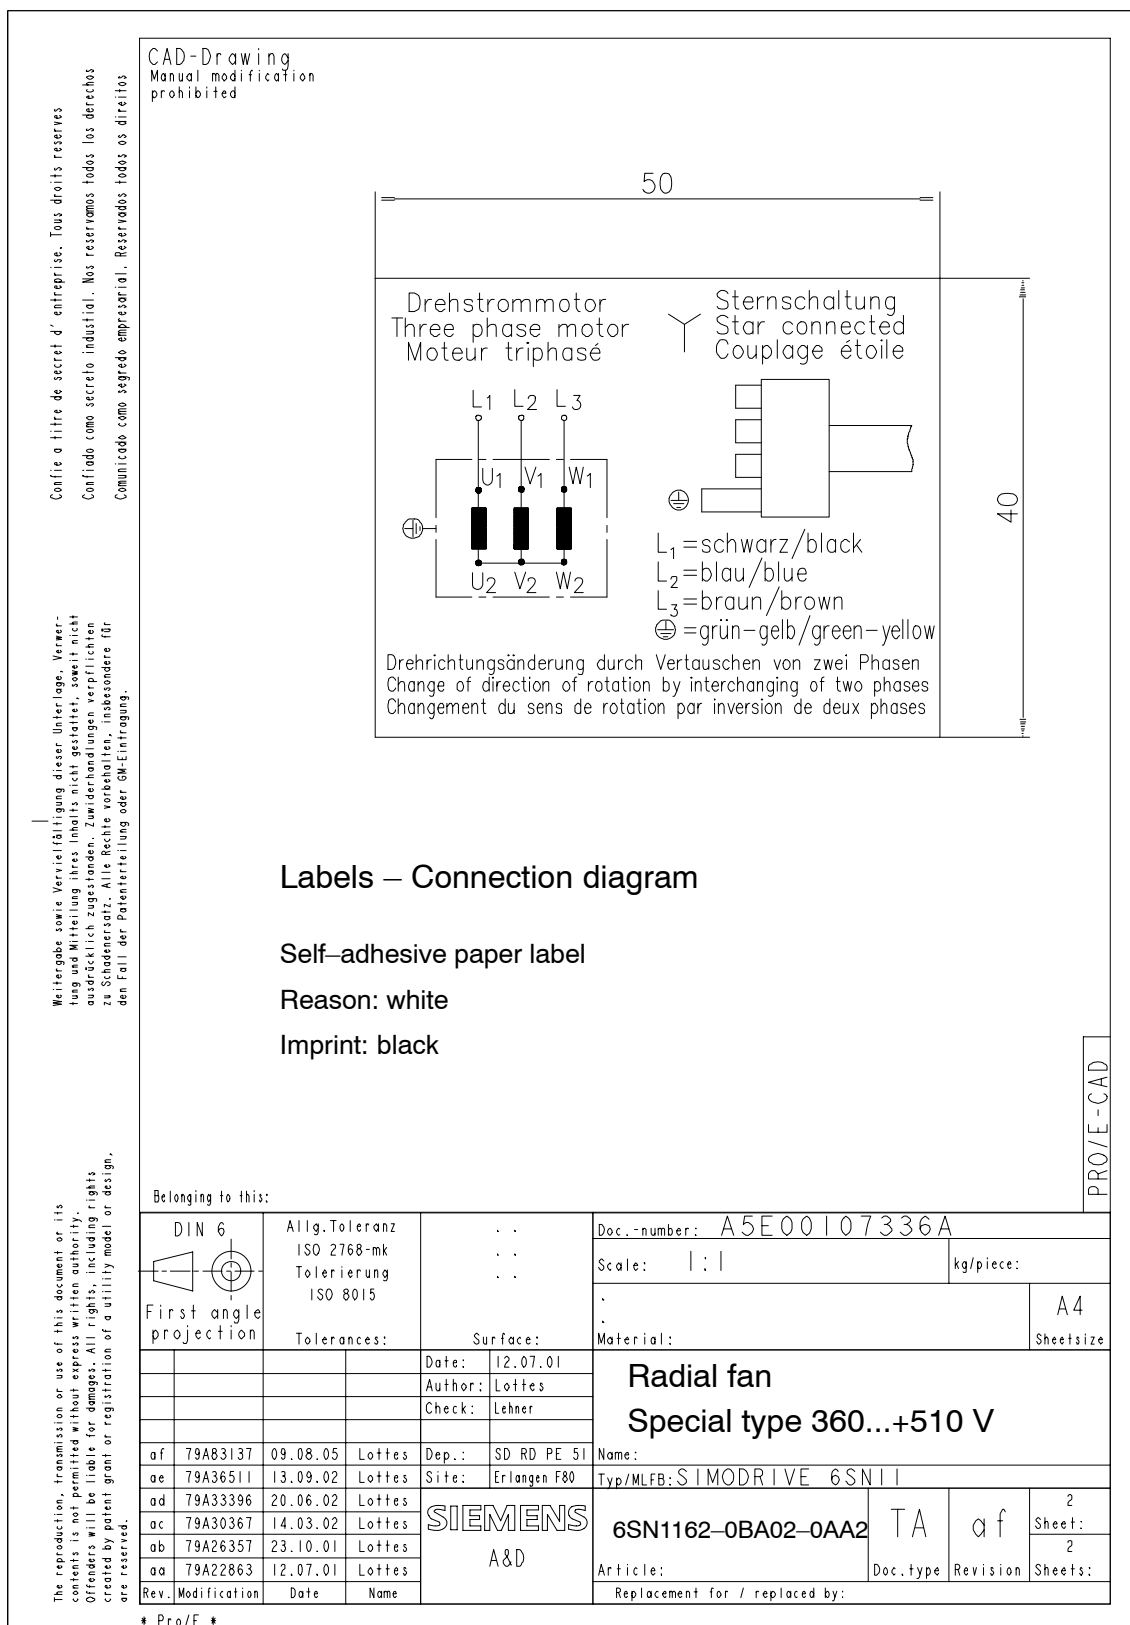 CAD-Drawing
Manual modification
prohibited
Confie a titre de secret d' entreprise. Tous droits reserves
Confiado como secreto industial. Nos reservamos todos los derechos
Comunicado como segredo empresarial. Reservados todos os direitos
50
40
Drehstrommotor
Three phase motor
Moteur triphasé
Sternschaltung
Star connected
Couplage étoile
L1 L2 L3
U1 V1 W1
U2 V2 W2
L1=schwarz/black
L2=blau/blue
L3=braun/brown
=grün-gelb/green-yellow
Drehrichtungsänderung durch Vertauschen von zwei Phasen
Change of direction of rotation by interchanging of two phases
Changement du sens de rotation par inversion de deux phases
Weitergabe sowie Vervielfältigung dieser Unterlage, Verwer-
tung und Mitteilung ihres Inhalts nicht gestattet, soweit nicht
ausdrücklich zugestanden. Zuwiderhandlungen verpflichten
zu Schadenersatz. Alle Rechte vorbehalten, insbesondere für
den Fall der Patenterteilung oder GM-Eintragung.
Labels – Connection diagram
Self–adhesive paper label
Reason: white
Imprint: black
PRO/E-CAD
The reproduction, transmission or use of this document or its
contents is not permitted without express written authority.
Offenders will be liable for damages. All rights, including rights
created by patent grant or registration of a utility model or design,
are reserved.
Belonging to this:
DIN 6
First angle
projection
Allg.Toleranz
ISO 2768-mk
Tolerierung
ISO 8015
Tolerances:
. .
. .
. .
Surface:
Doc.-number: A5E00107336A
Scale: 1:1
kg/piece:
.
.
Material:
A4
Sheetsize
Date: 12.07.01
Author: Lottes
Check: Lehner
Radial fan
Special type 360...+510 V
af 79A83137 09.08.05 Lottes Dep.: SD RD PE 51 Name:
ae 79A36511 13.09.02 Lottes Site: Erlangen F80 Typ/MLFB: SIMODRIVE 6SN11
ad 79A33396 20.06.02 Lottes
ac 79A30367 14.03.02 Lottes
ab 79A26357 23.10.01 Lottes
aa 79A22863 12.07.01 Lottes
Rev. Modification Date Name
SIEMENS
A&D
6SN1162–0BA02–0AA2
Article:
TA
Doc.type
af
Revision
2
Sheet:
2
Sheets:
Replacement for / replaced by:
* Pro/E *